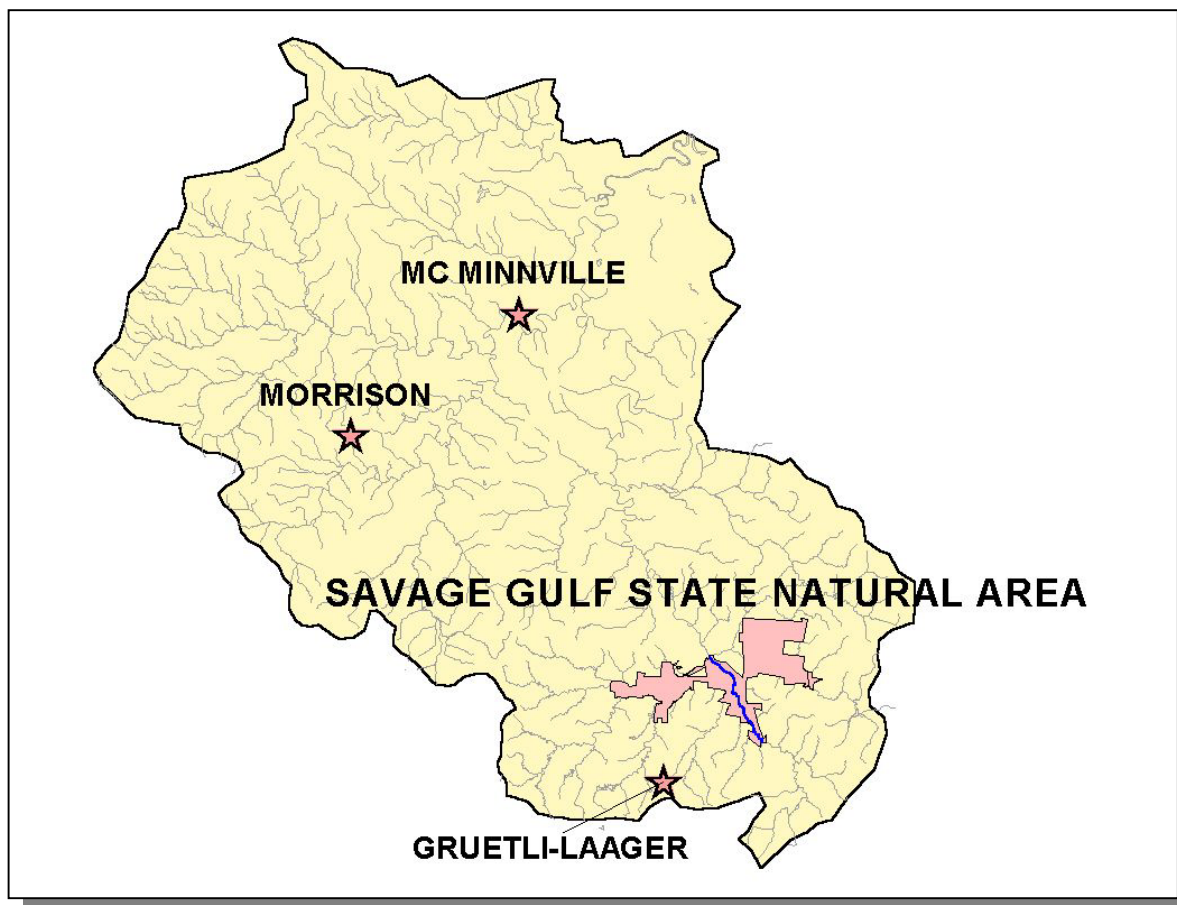 MC MINNVILLE
MORRISON
SAVAGE GULF STATE NATURAL AREA
GRUETLI-LAAGER